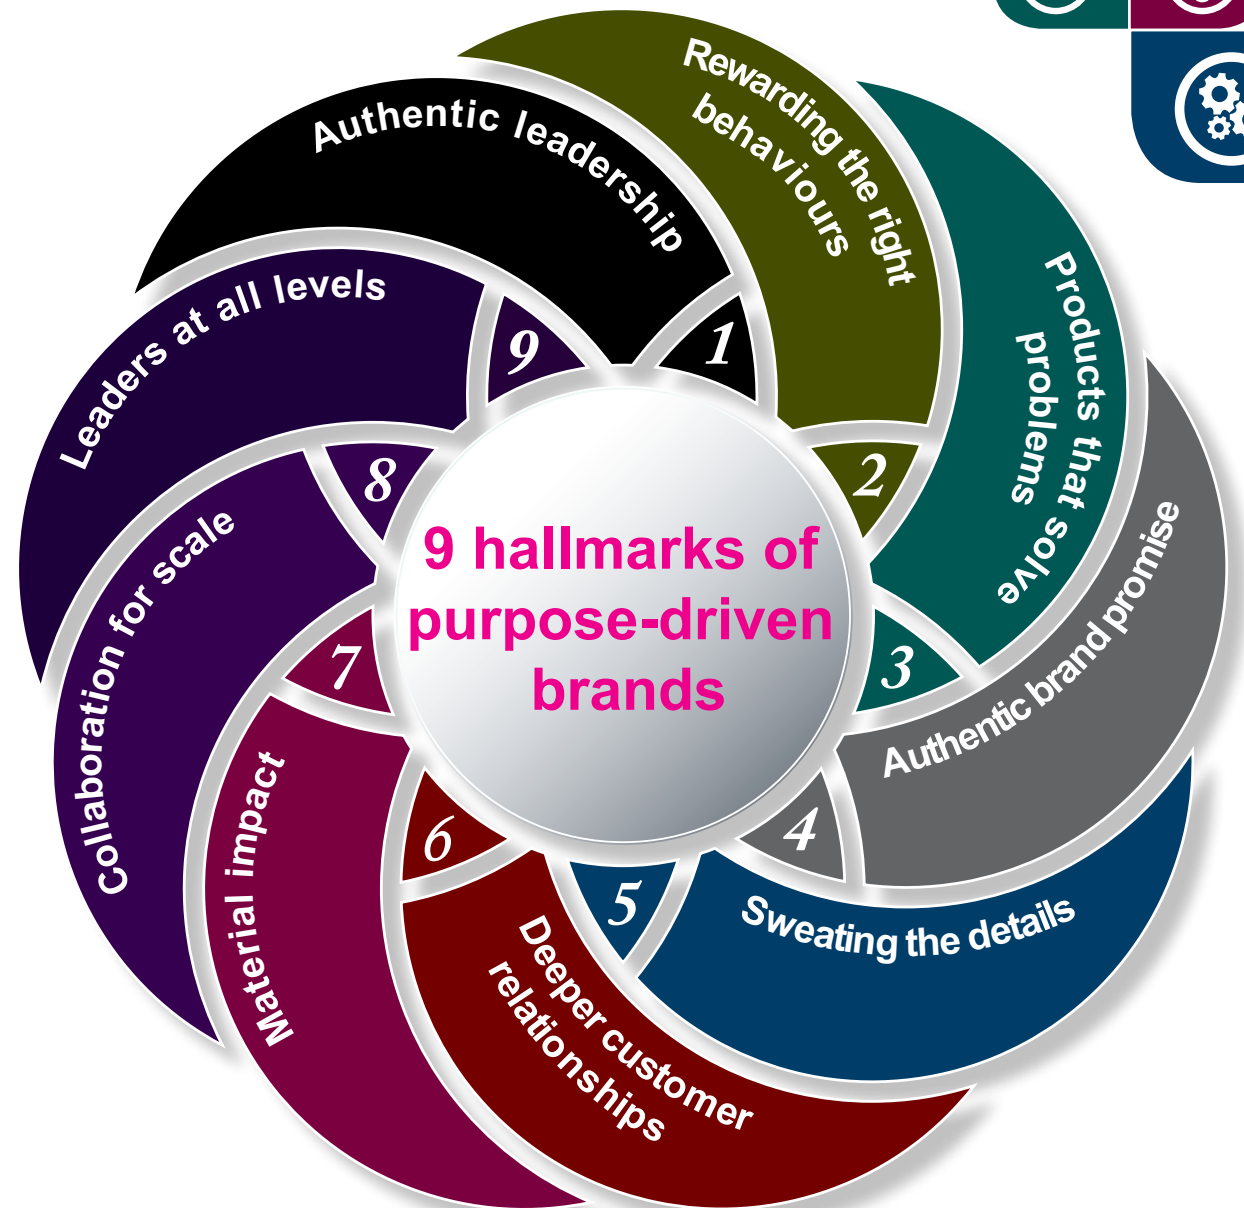 9 hallmarks of
purpose-driven
brands
1
Authentic leadership
2
Rewarding the right
behaviours
3
Products that solve
problems
4
Authentic brand promise
5
Sweating the details
6
Deeper customer
relationships
7
Material impact
8
Collaboration for scale
9
Leaders at all levels